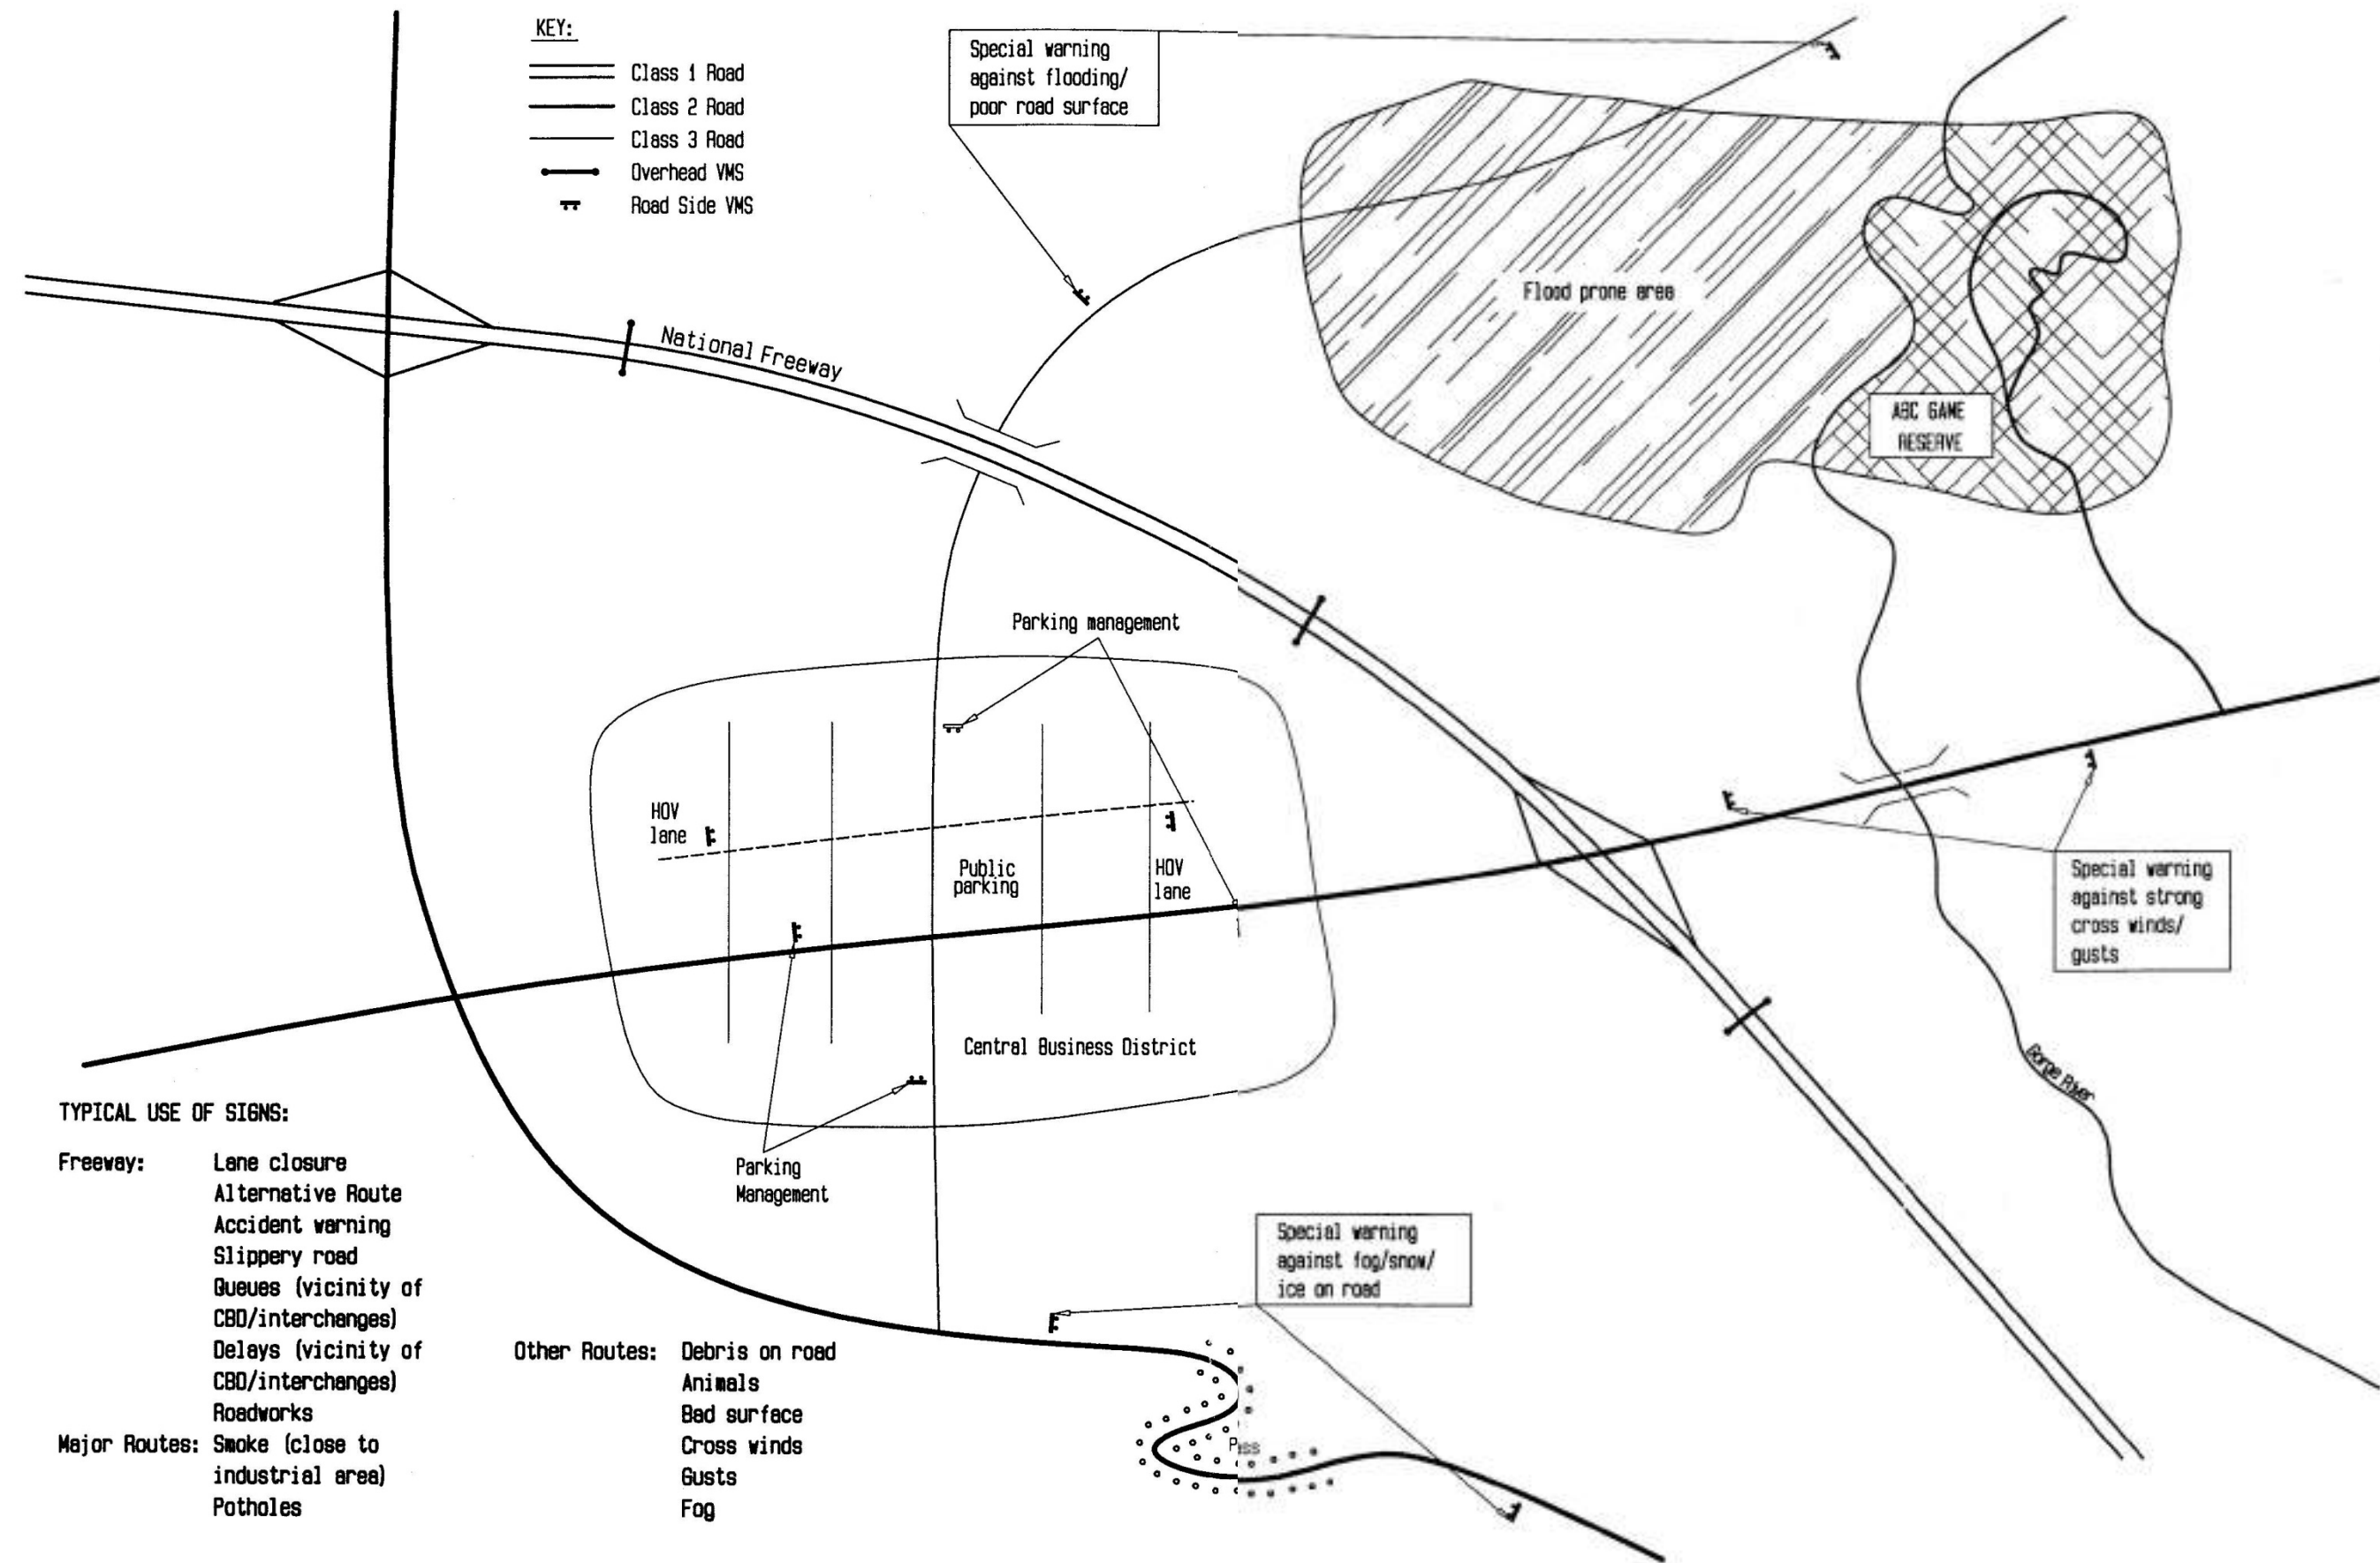 KEY:
Class 1 Road
Class 2 Road
Class 3 Road
Overhead VMS
Road Side VMS
Special warning
against flooding/
poor road surface
National Freeway
Flood prone area
ABC GAME
RESERVE
Parking management
HOV
lane
Public
parking
HOV
lane
Central Business District
Special warning
against strong
cross winds/
gusts
Gorge River
Parking
Management
Special warning
against fog/snow/
ice on road
Pass
TYPICAL USE OF SIGNS:
Freeway: Lane closure
Alternative Route
Accident warning
Slippery road
Queues (vicinity of
CBD/interchanges)
Delays (vicinity of
CBD/interchanges)
Roadworks
Major Routes: Smoke (close to
industrial area)
Potholes
Other Routes: Debris on road
Animals
Bad surface
Cross winds
Gusts
Fog